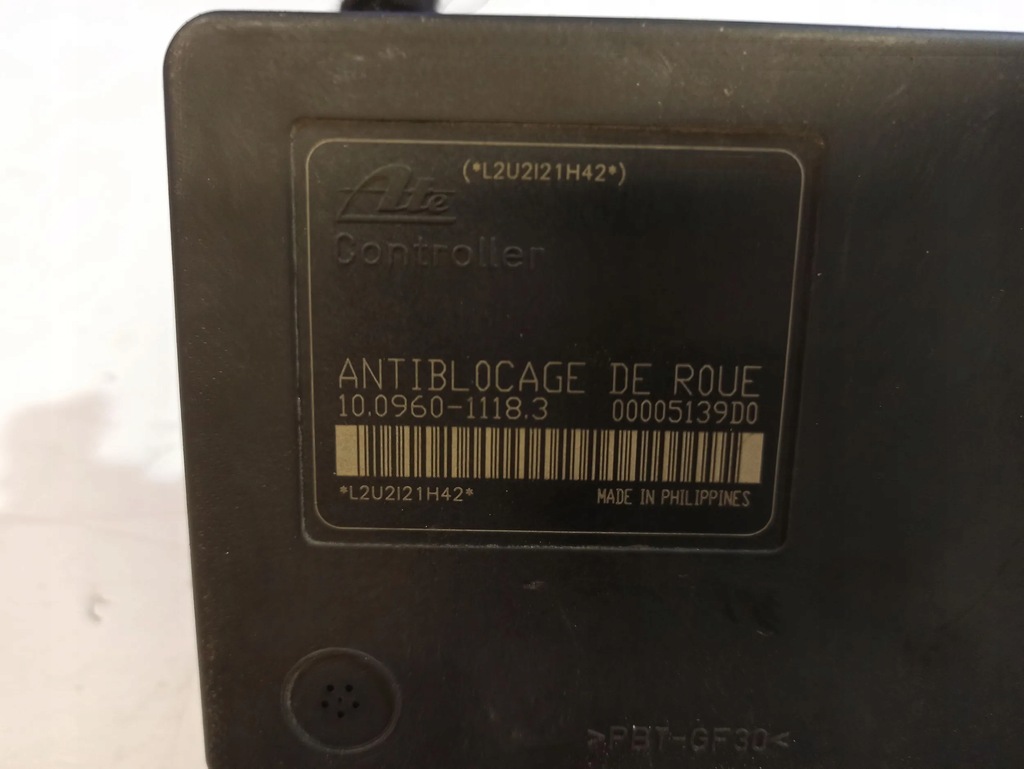 (*L2U2I21H42*)
Ate
Controller
ANTIBLOCAGE DE ROUE
10.0960-1118.3 00005139D0
*L2U2I21H42* MADE IN PHILIPPINES
>PBT-GF30<